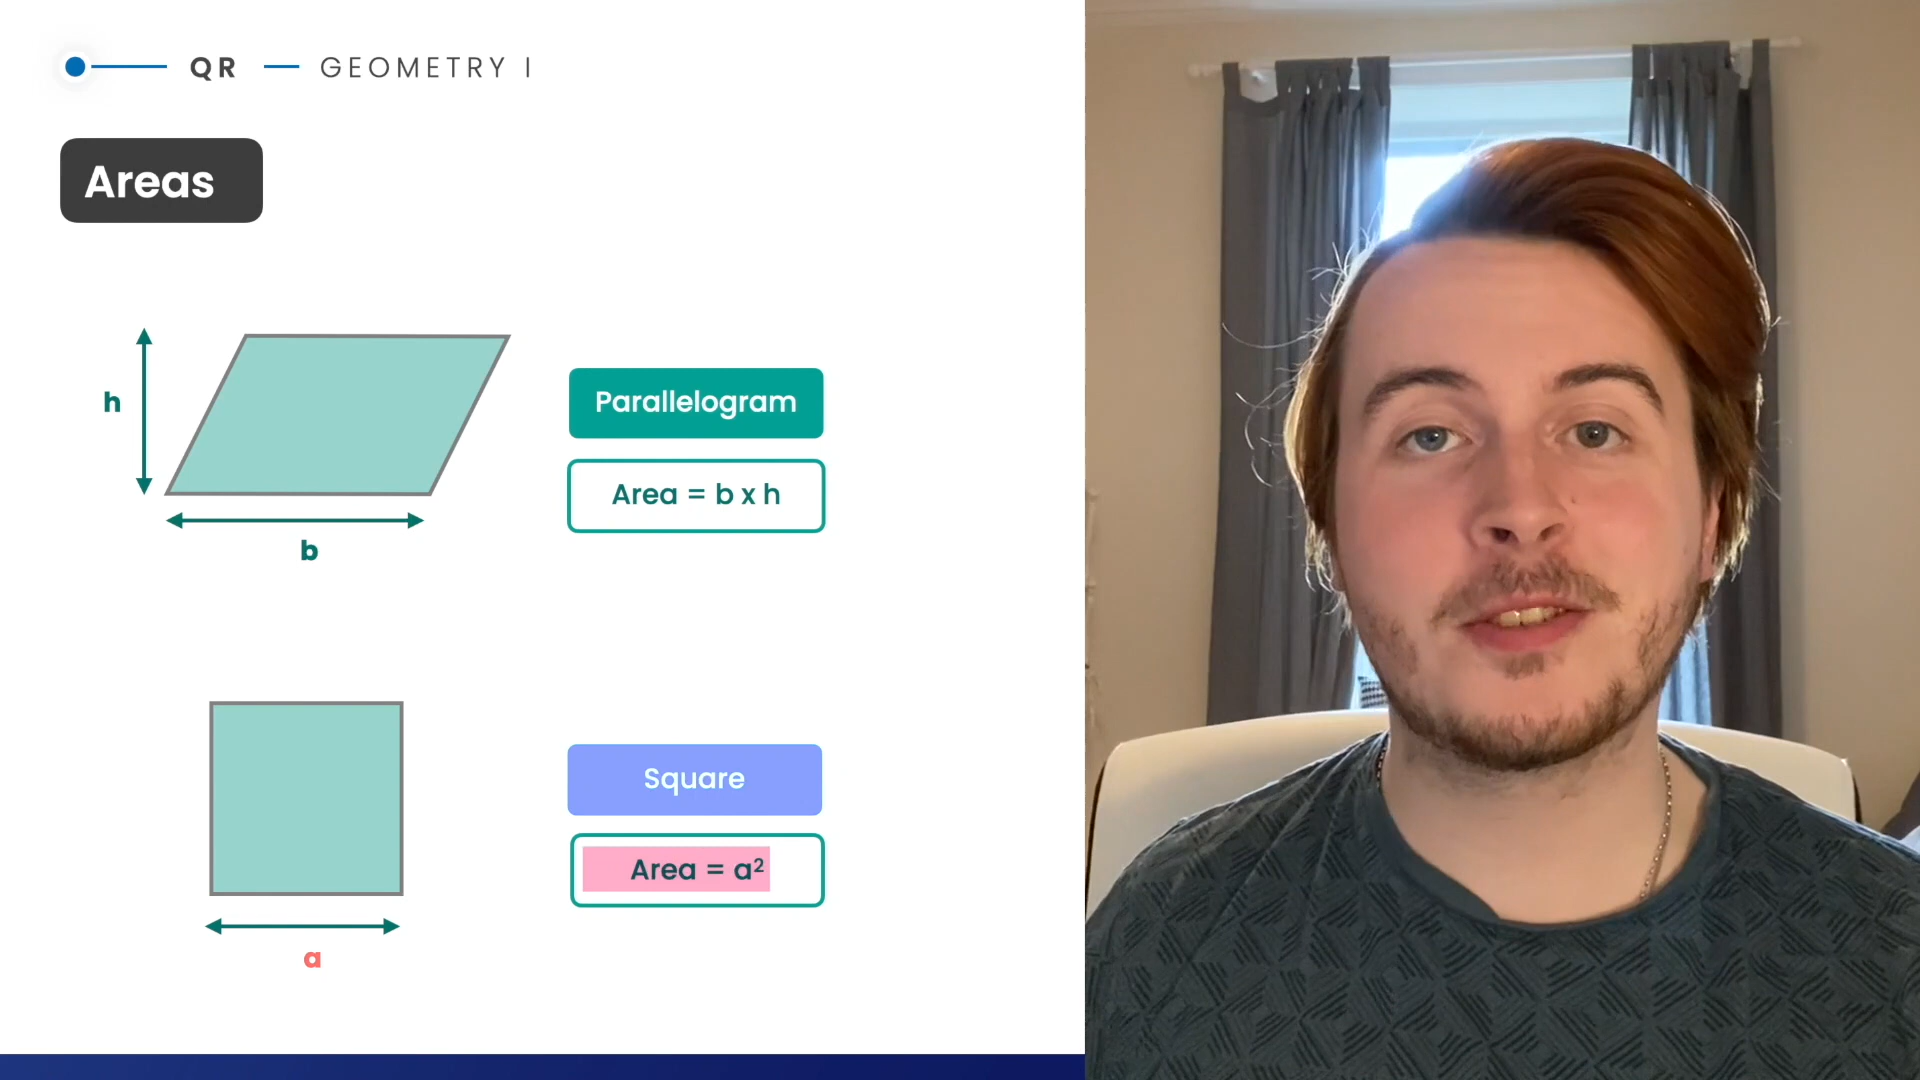 QR — GEOMETRY I
Areas
h
Parallelogram
Area = b x h
b
Square
Area = a²
a